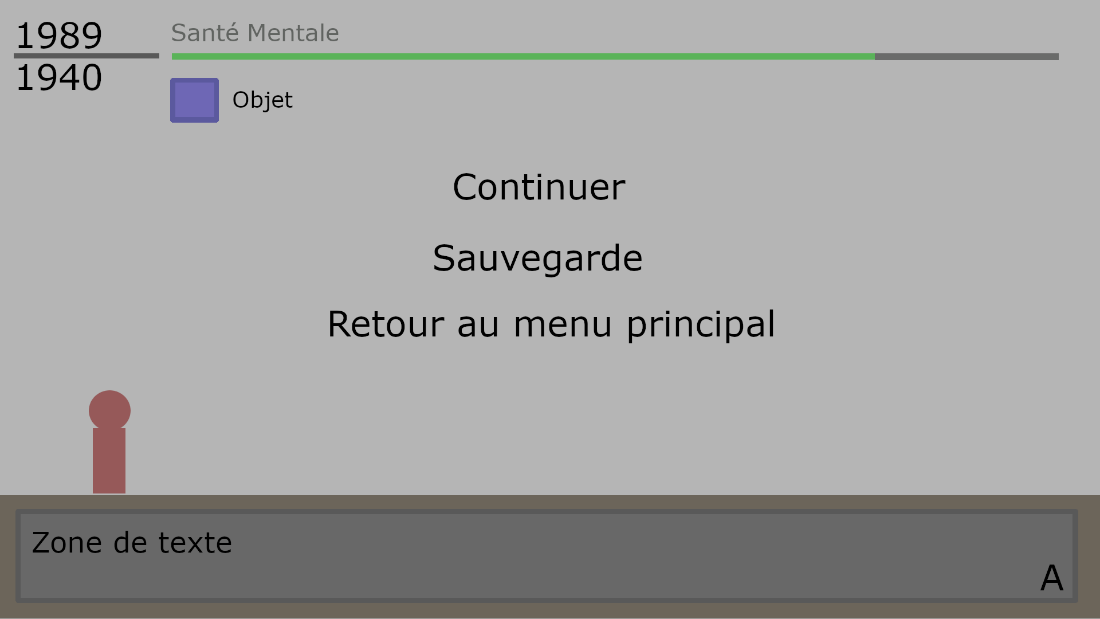 1989
1940
Santé Mentale
Objet
Continuer
Sauvegarde
Retour au menu principal
Zone de texte
A